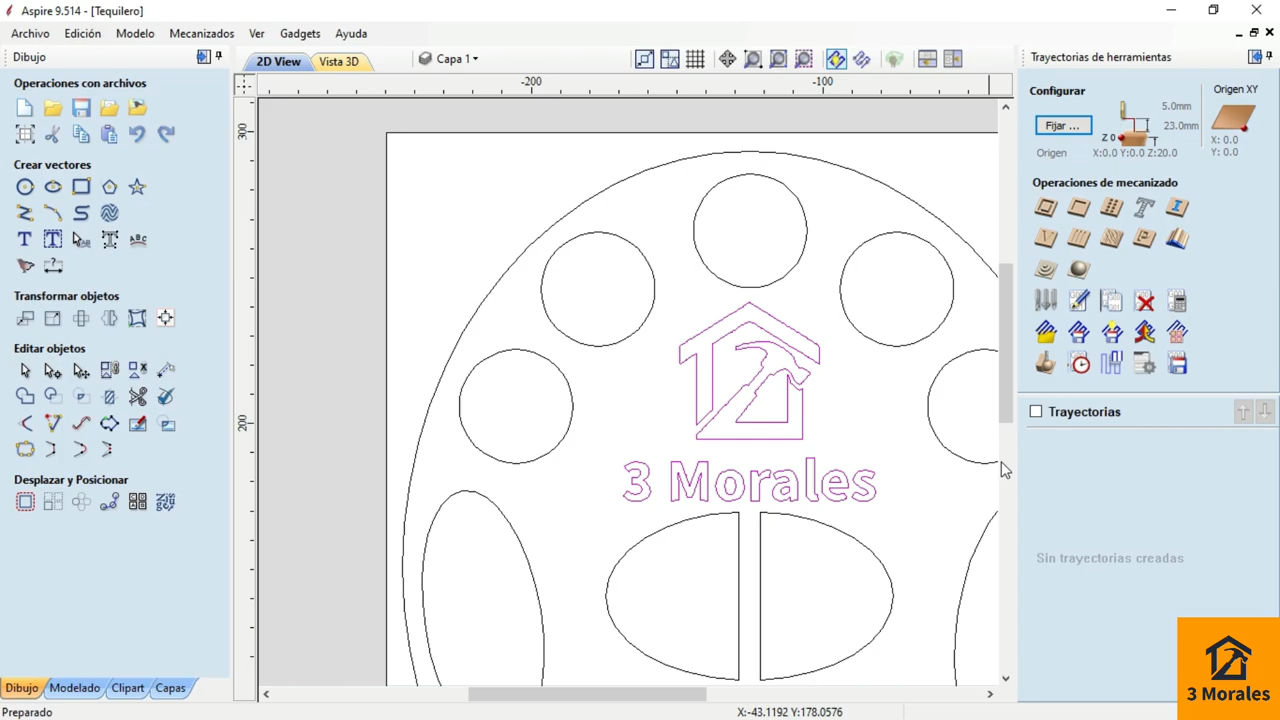 Aspire 9.514 - [Tequilero]
Archivo Edición Modelo Mecanizados Ver Gadgets Ayuda
Dibujo
2D View Vista 3D Capa 1
Trayectorias de herramientas
Operaciones con archivos
Crear vectores
Transformar objetos
Editar objetos
Desplazar y Posicionar
Dibujo Modelado Clipart Capas
Preparado
-200 -100
300
200
3 Morales
X:-43.1192 Y:178.0576
Configurar
Fijar ...
5.0mm
23.0mm
Z 0
Origen X:0.0 Y:0.0 Z:20.0
Origen XY
X: 0.0
Y: 0.0
Operaciones de mecanizado
Trayectorias
Sin trayectorias creadas
3 Morales